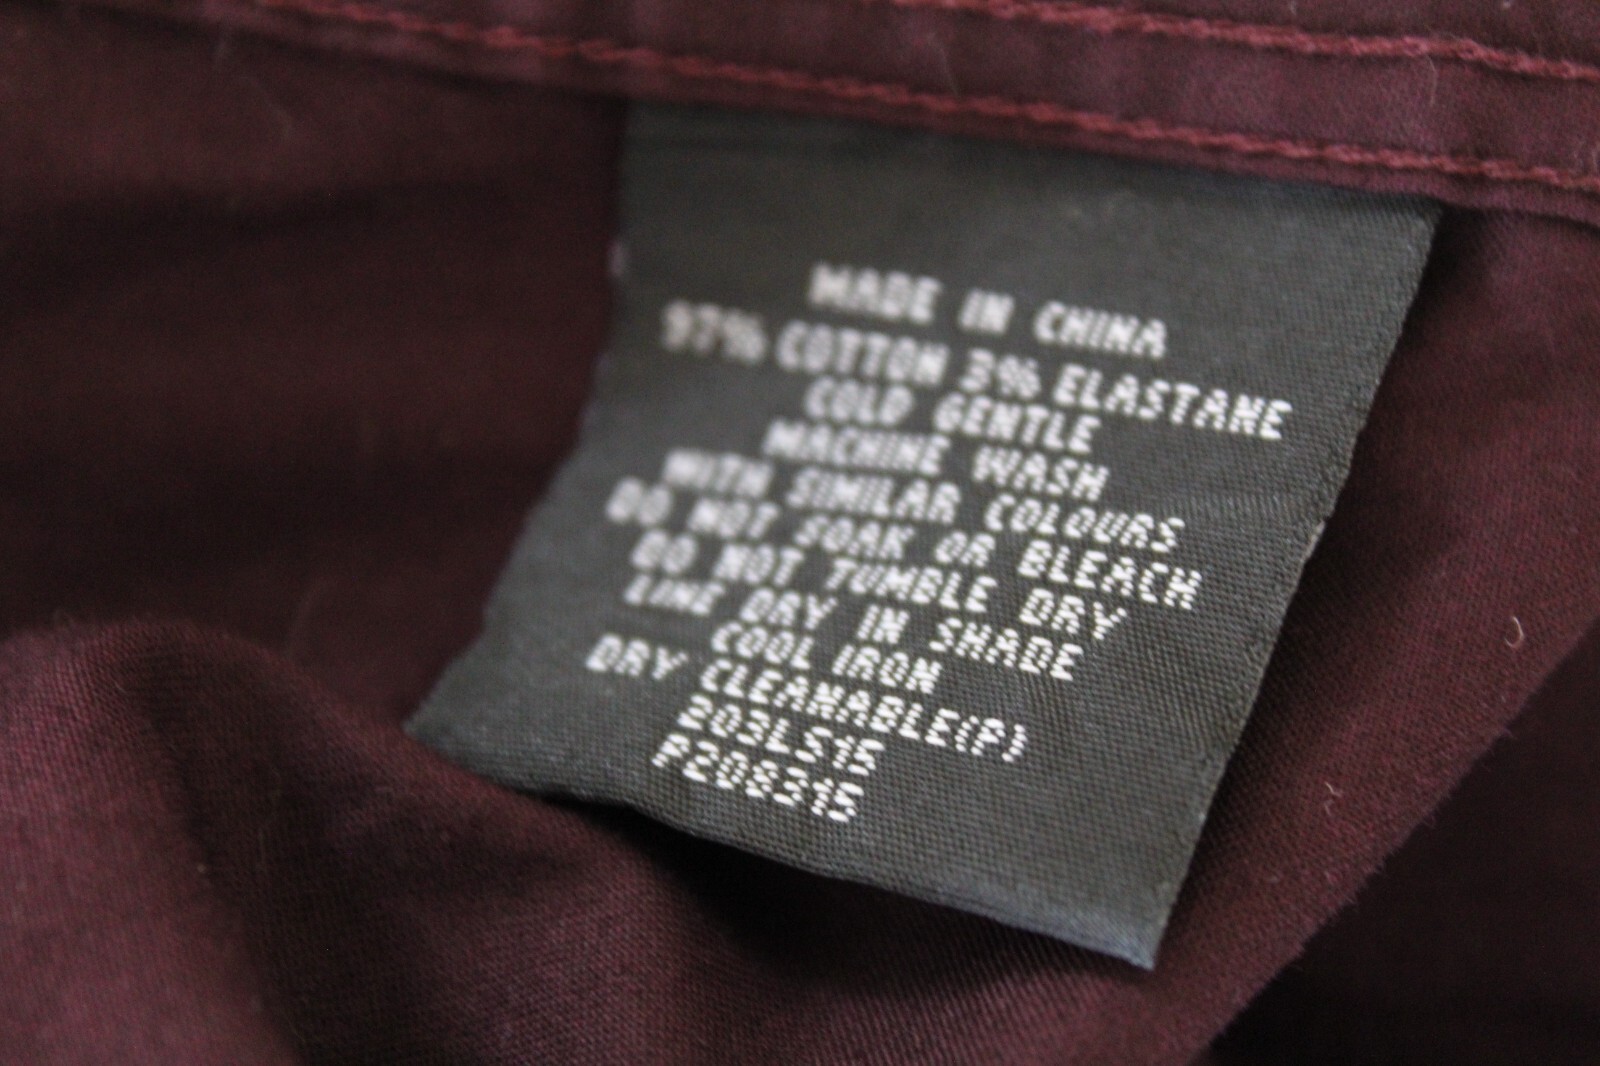 MADE IN CHINA
97% COTTON 3% ELASTANE
COLD GENTLE
MACHINE WASH
WITH SIMILAR COLOURS
DO NOT SOAK OR BLEACH
DO NOT TUMBLE DRY
LINE DRY IN SHADE
COOL IRON
DRY CLEANABLE(P)
203LS15
P208315